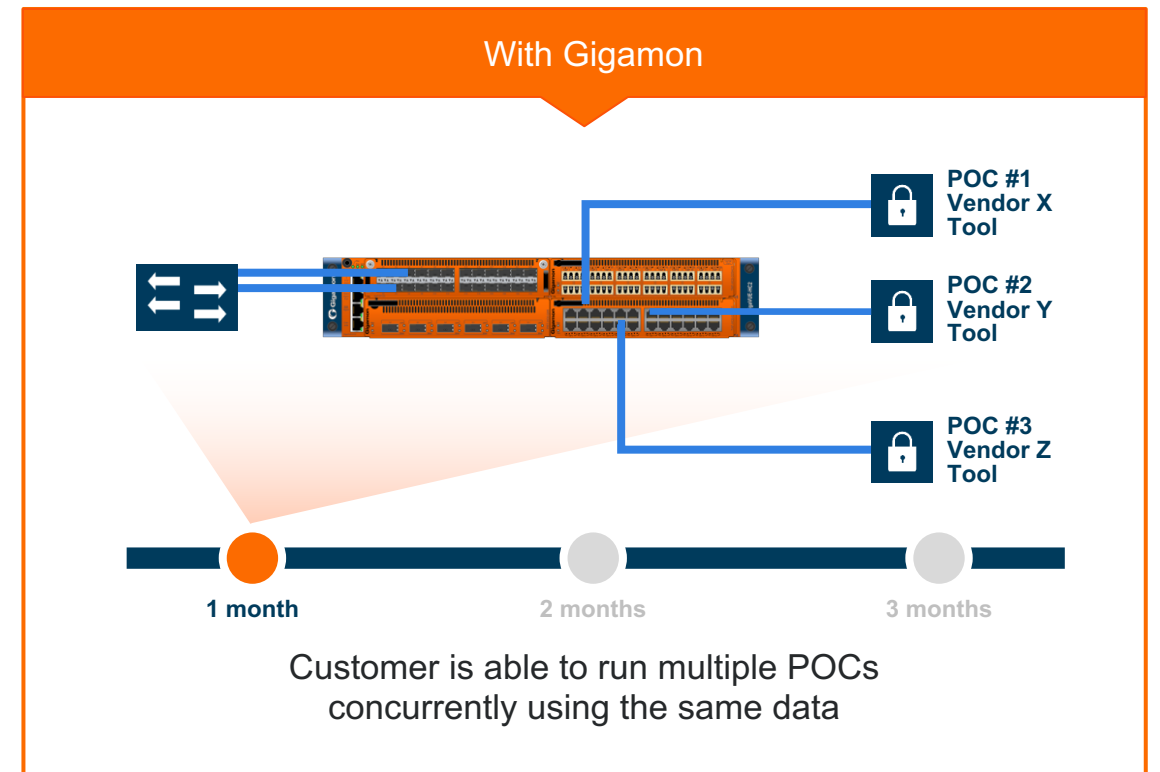 With Gigamon
POC #1
Vendor X
Tool
Gigamon
POC #2
Vendor Y
Tool
POC #3
Vendor Z
Tool
1 month
2 months
3 months
Customer is able to run multiple POCs
concurrently using the same data